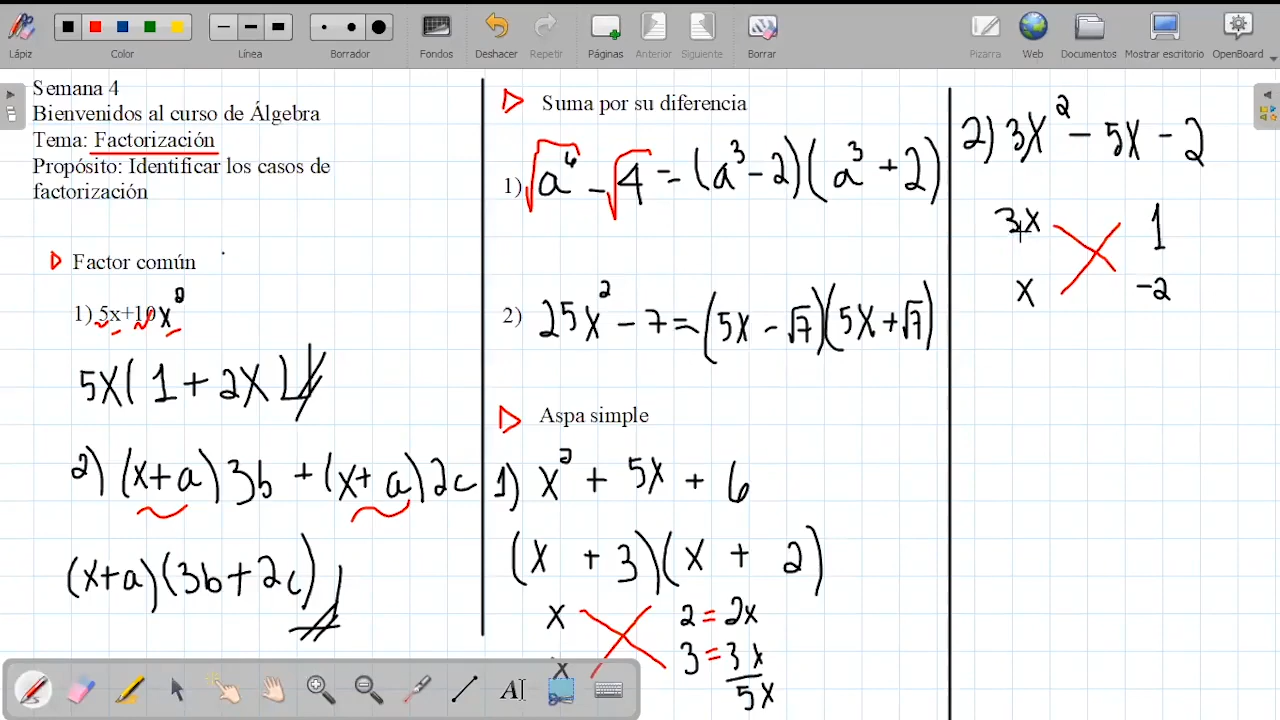 Lápiz Color Línea Borrador Fondos Deshacer Repetir Páginas Anterior Siguiente Borrar Pizarra Web Documentos Mostrar escritorio OpenBoard
Semana 4
Bienvenidos al curso de Álgebra
Tema: Factorización
Propósito: Identificar los casos de
factorización
Factor común
1) 5x+10x²
5x(1+2x)
2) (x+a)3b+(x+a)2c
(x+a)(3b+2c)
Suma por su diferencia
1) √a⁶ - √4 = (a³-2)(a³+2)
2) 25x² - 7 = (5x-√7)(5x+√7)
Aspa simple
1) x² + 5x + 6
(x + 3)(x + 2)
x 2 = 2x
x 3 = 3x
5x
2) 3x² - 5x - 2
3x 1
x -2